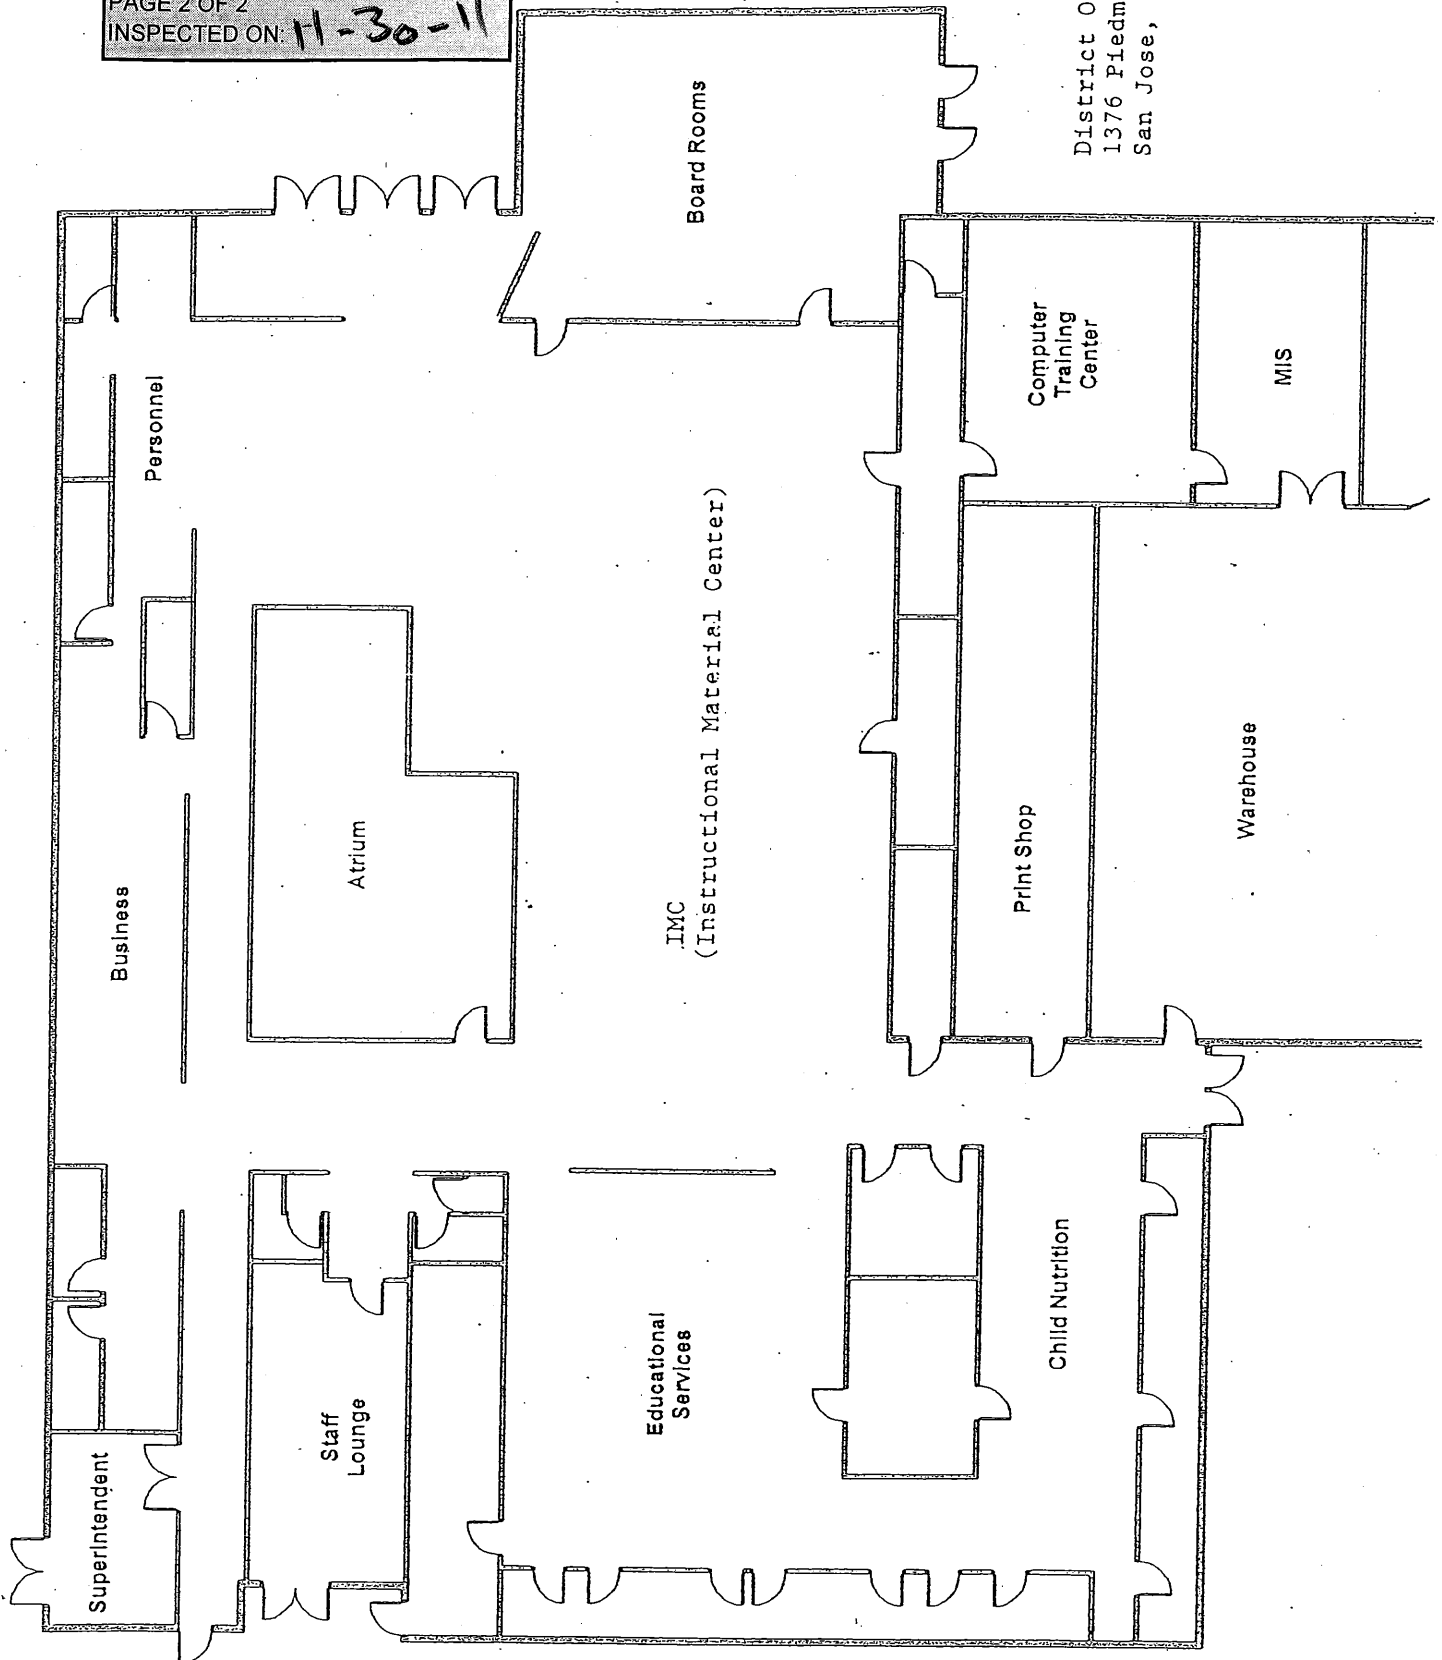 PAGE 2 OF 2
INSPECTED ON: 11-30-11
District O
1376 Piedm
San Jose,
Board Rooms
Personnel
Computer
Training
Center
MIS
IMC
(Instructional Material Center)
Atrium
Business
Print Shop
Warehouse
Superintendent
Staff
Lounge
Educational
Services
Child Nutrition